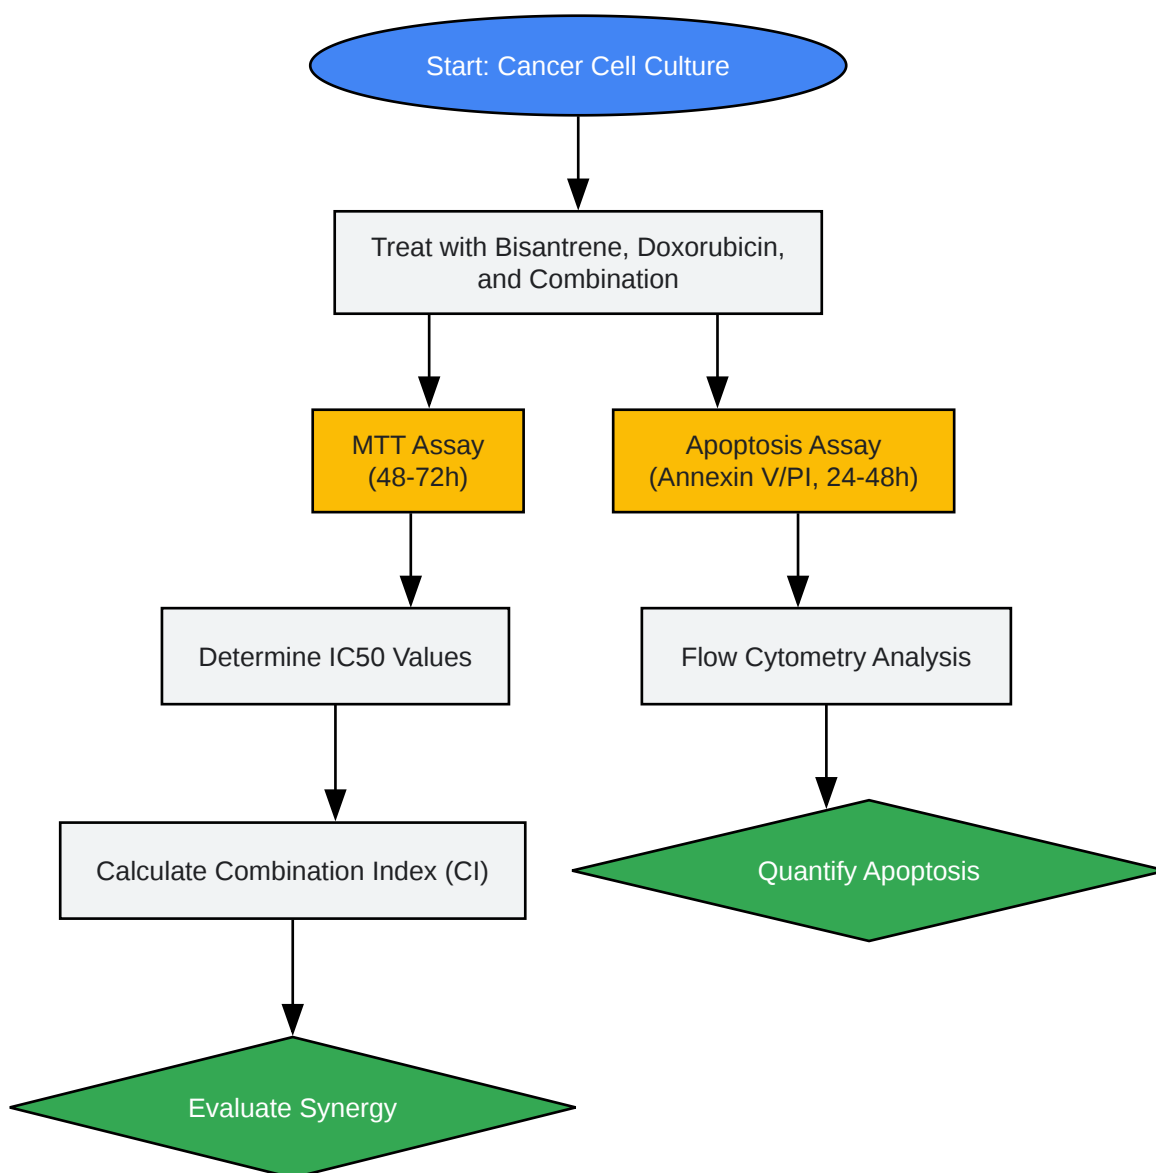 Start: Cancer Cell Culture
Treat with Bisantrene, Doxorubicin,
and Combination
MTT Assay
(48-72h)
Apoptosis Assay
(Annexin V/PI, 24-48h)
Determine IC50 Values
Flow Cytometry Analysis
Calculate Combination Index (CI)
Quantify Apoptosis
Evaluate Synergy